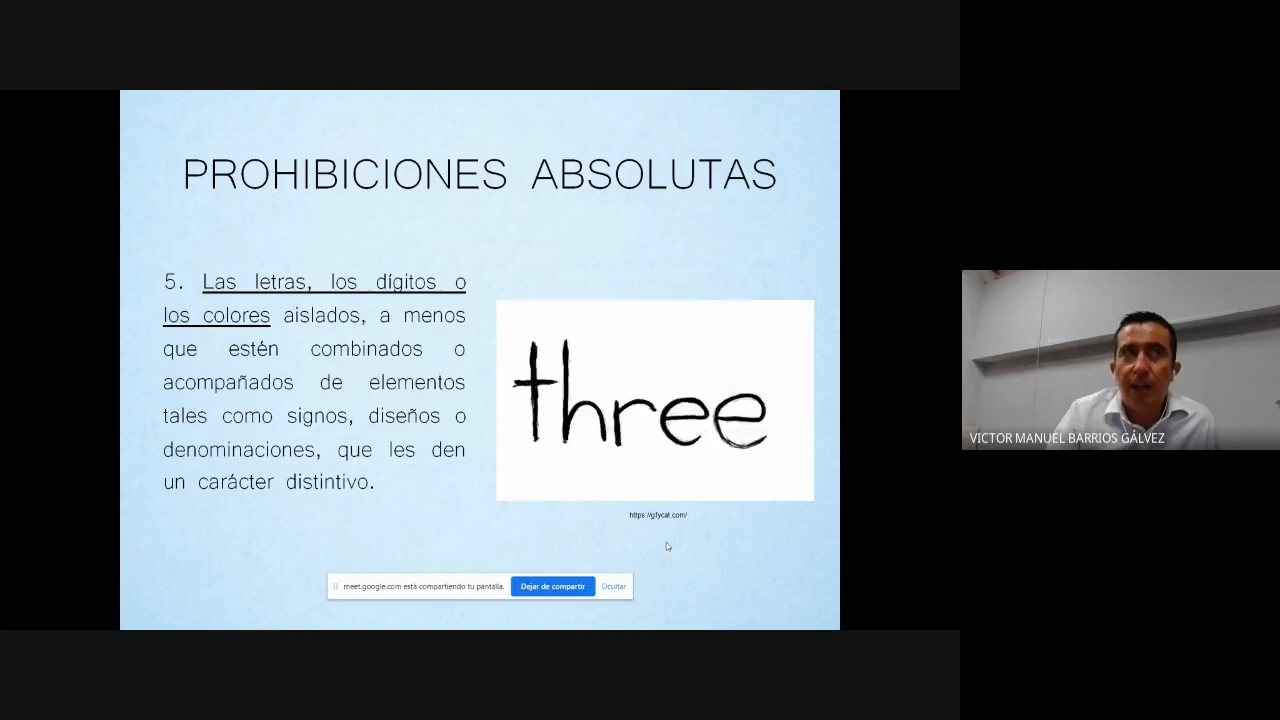 PROHIBICIONES ABSOLUTAS
5. Las letras, los dígitos o
los colores aislados, a menos
que estén combinados o
acompañados de elementos
tales como signos, diseños o
denominaciones, que les den
un carácter distintivo.
three
https://gfycat.com/
meet.google.com está compartiendo tu pantalla. Dejar de compartir Ocultar
VICTOR MANUEL BARRIOS GÁLVEZ